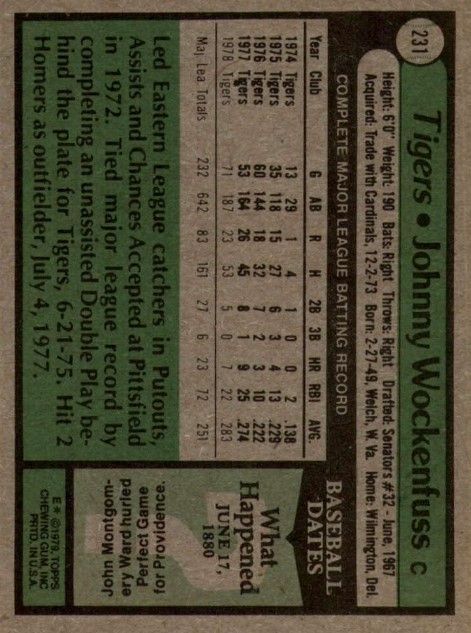 231
Tigers • Johnny Wockenfuss C
Height: 6'0" Weight: 190 Bats: Right Throws: Right Drafted: Senators #32 - June, 1967
Acquired: Trade with Cardinals, 12-2-73 Born: 2-27-49, Welch, W. Va. Home: Wilmington, Del.
COMPLETE MAJOR LEAGUE BATTING RECORD
Year Club G AB R H 2B 3B HR RBI AVG.
1974 Tigers 13 29 1 4 1 0 0 2 .138
1975 Tigers 35 118 15 27 6 3 4 13 .229
1976 Tigers 60 144 18 32 7 2 3 10 .222
1977 Tigers 53 164 26 45 8 1 9 25 .274
1978 Tigers 71 187 23 53 5 0 7 22 .283
Maj. Lea. Totals 232 642 83 161 27 6 23 72 .251
Led Eastern League catchers in Putouts,
Assists and Chances Accepted at Pittsfield
in 1972. Tied major league record by
completing an unassisted Double Play be-
hind the plate for Tigers, 6-21-75. Hit 2
Homers as outfielder, July 4, 1977.
BASEBALL
DATES
What
Happened
JUNE 17,
1880
?
John Montgom-
ery Ward hurled
Perfect Game
for Providence.
E* © 1979, TOPPS
CHEWING GUM, INC
PRTD. IN U.S.A.